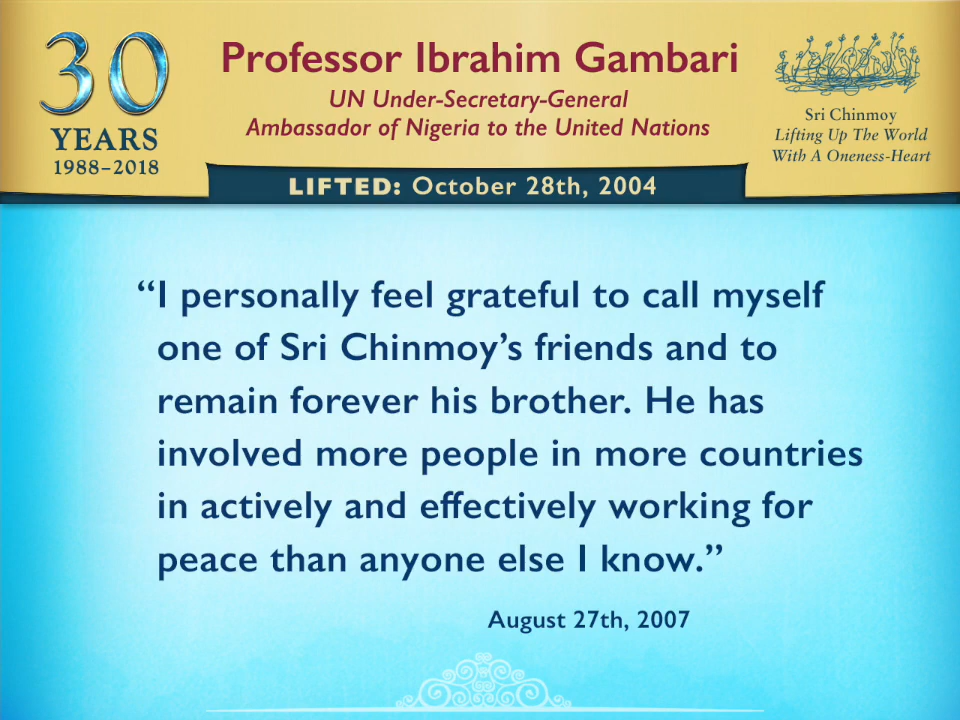 30
YEARS
1988–2018
Professor Ibrahim Gambari
UN Under-Secretary-General
Ambassador of Nigeria to the United Nations
Sri Chinmoy
Lifting Up The World
With A Oneness-Heart
LIFTED: October 28th, 2004
“I personally feel grateful to call myself
one of Sri Chinmoy’s friends and to
remain forever his brother. He has
involved more people in more countries
in actively and effectively working for
peace than anyone else I know.”
August 27th, 2007